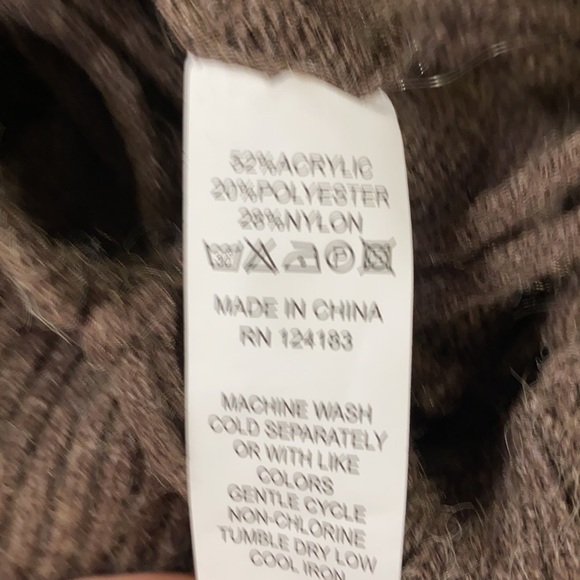 52%ACRYLIC
20%POLYESTER
28%NYLON
30 P
MADE IN CHINA
RN 124183
MACHINE WASH
COLD SEPARATELY
OR WITH LIKE
COLORS
GENTLE CYCLE
NON-CHLORINE
TUMBLE DRY LOW
COOL IRON